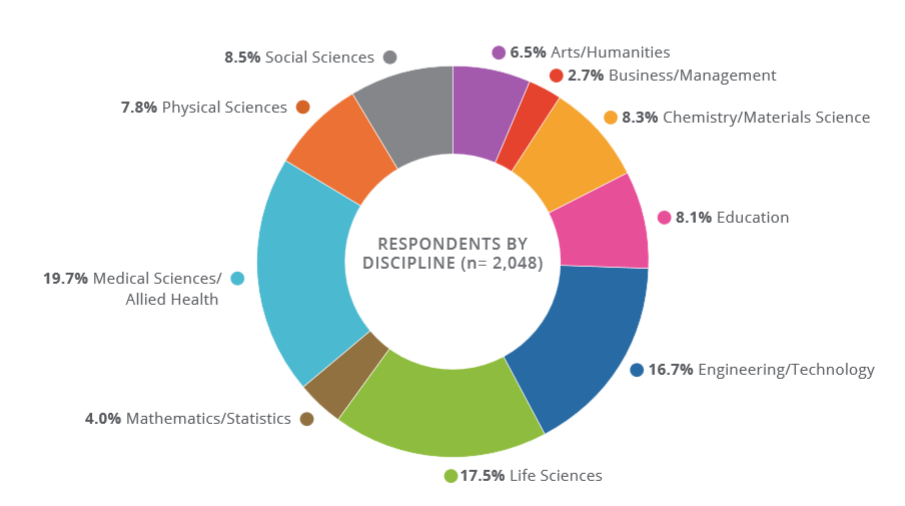 8.5% Social Sciences
6.5% Arts/Humanities
2.7% Business/Management
7.8% Physical Sciences
8.3% Chemistry/Materials Science
8.1% Education
RESPONDENTS BY
DISCIPLINE (n= 2,048)
19.7% Medical Sciences/
Allied Health
16.7% Engineering/Technology
4.0% Mathematics/Statistics
17.5% Life Sciences